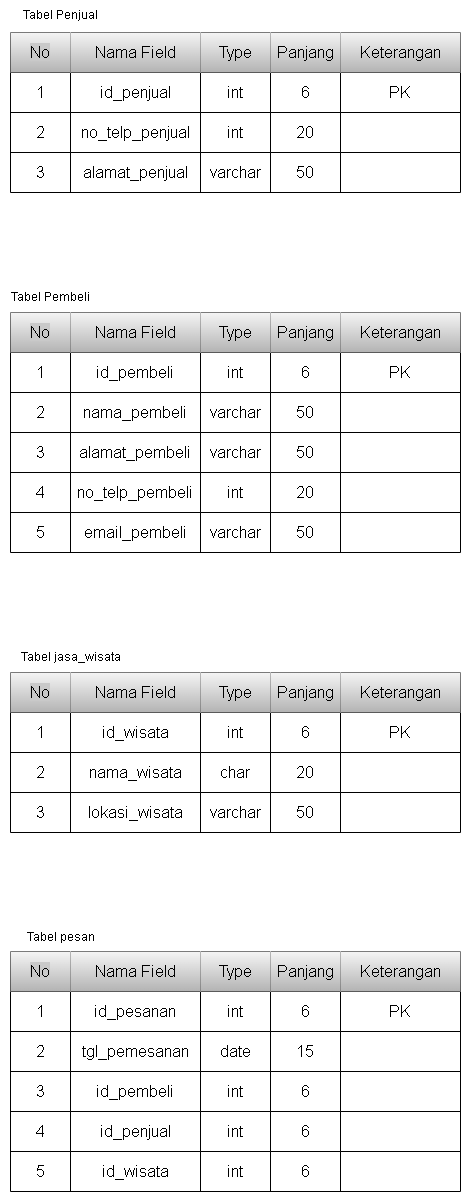 Tabel Penjual
No Nama Field Type Panjang Keterangan
1 id_penjual int 6 PK
2 no_telp_penjual int 20
3 alamat_penjual varchar 50
Tabel Pembeli
No Nama Field Type Panjang Keterangan
1 id_pembeli int 6 PK
2 nama_pembeli varchar 50
3 alamat_pembeli varchar 50
4 no_telp_pembeli int 20
5 email_pembeli varchar 50
Tabel jasa_wisata
No Nama Field Type Panjang Keterangan
1 id_wisata int 6 PK
2 nama_wisata char 20
3 lokasi_wisata varchar 50
Tabel pesan
No Nama Field Type Panjang Keterangan
1 id_pesanan int 6 PK
2 tgl_pemesanan date 15
3 id_pembeli int 6
4 id_penjual int 6
5 id_wisata int 6